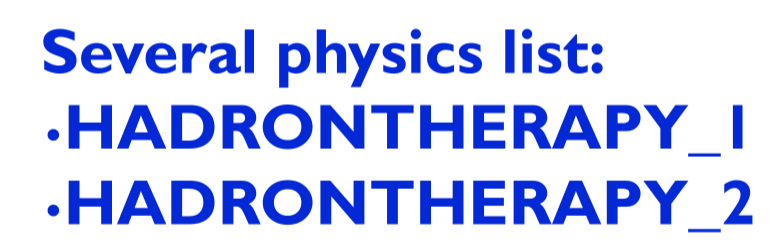 Several physics list:
•HADRONTHERAPY_1
•HADRONTHERAPY_2